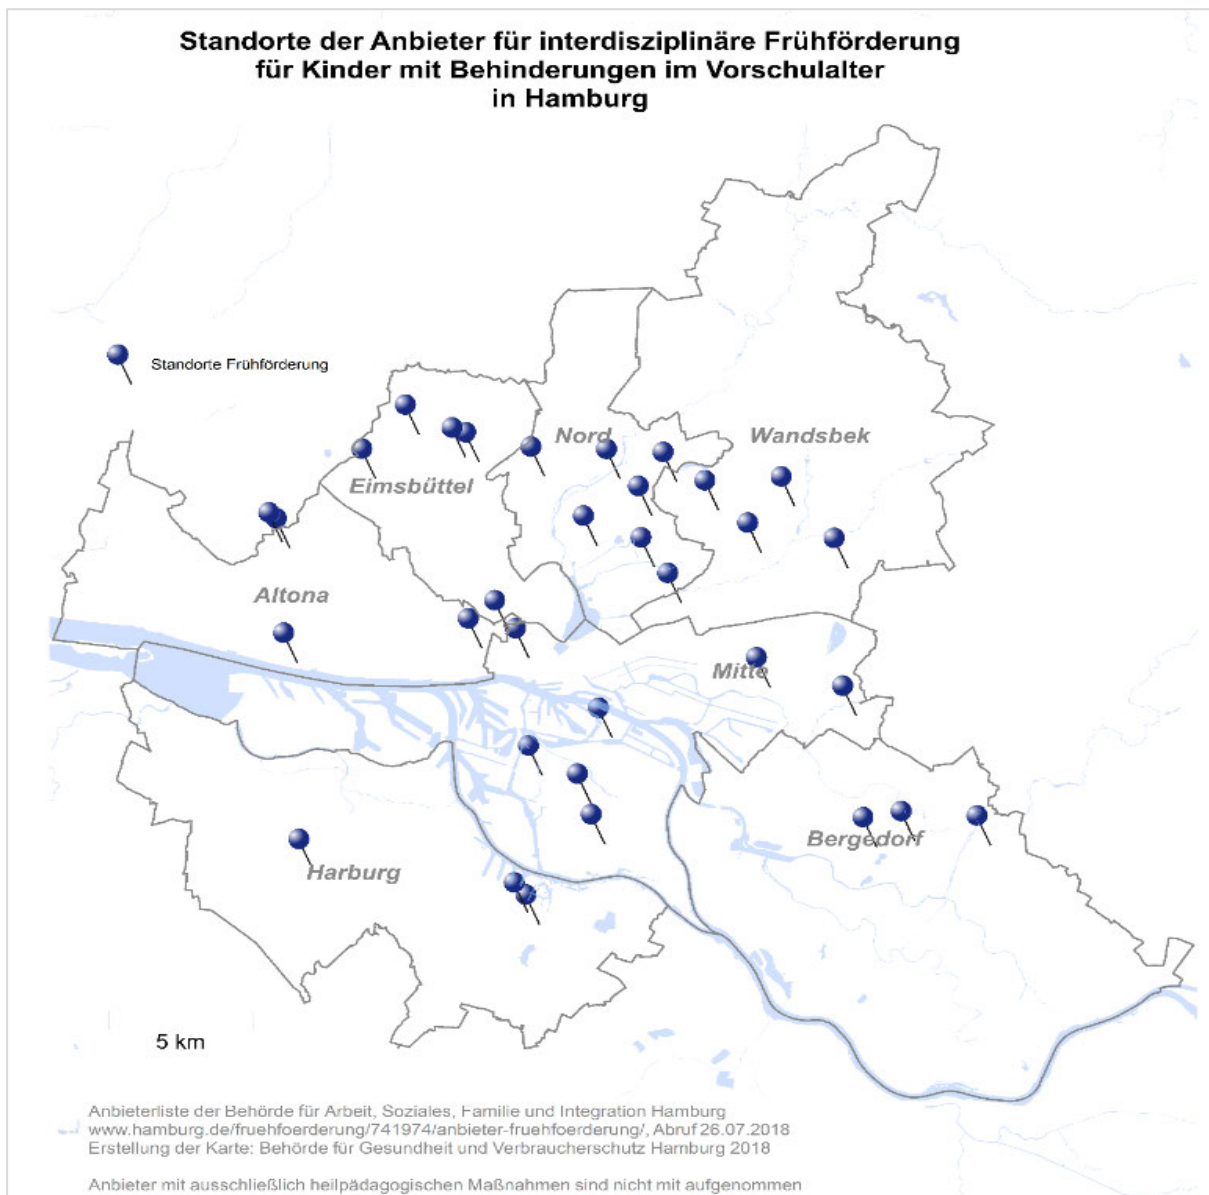 Standorte der Anbieter für interdisziplinäre Frühförderung
für Kinder mit Behinderungen im Vorschulalter
in Hamburg
Standorte Frühförderung
Nord
Wandsbek
Eimsbüttel
Altona
Mitte
Bergedorf
Harburg
5 km
Anbieterliste der Behörde für Arbeit, Soziales, Familie und Integration Hamburg
www.hamburg.de/fruehfoerderung/741974/anbieter-fruehfoerderung/, Abruf 26.07.2018
Erstellung der Karte: Behörde für Gesundheit und Verbraucherschutz Hamburg 2018
Anbieter mit ausschließlich heilpädagogischen Maßnahmen sind nicht mit aufgenommen